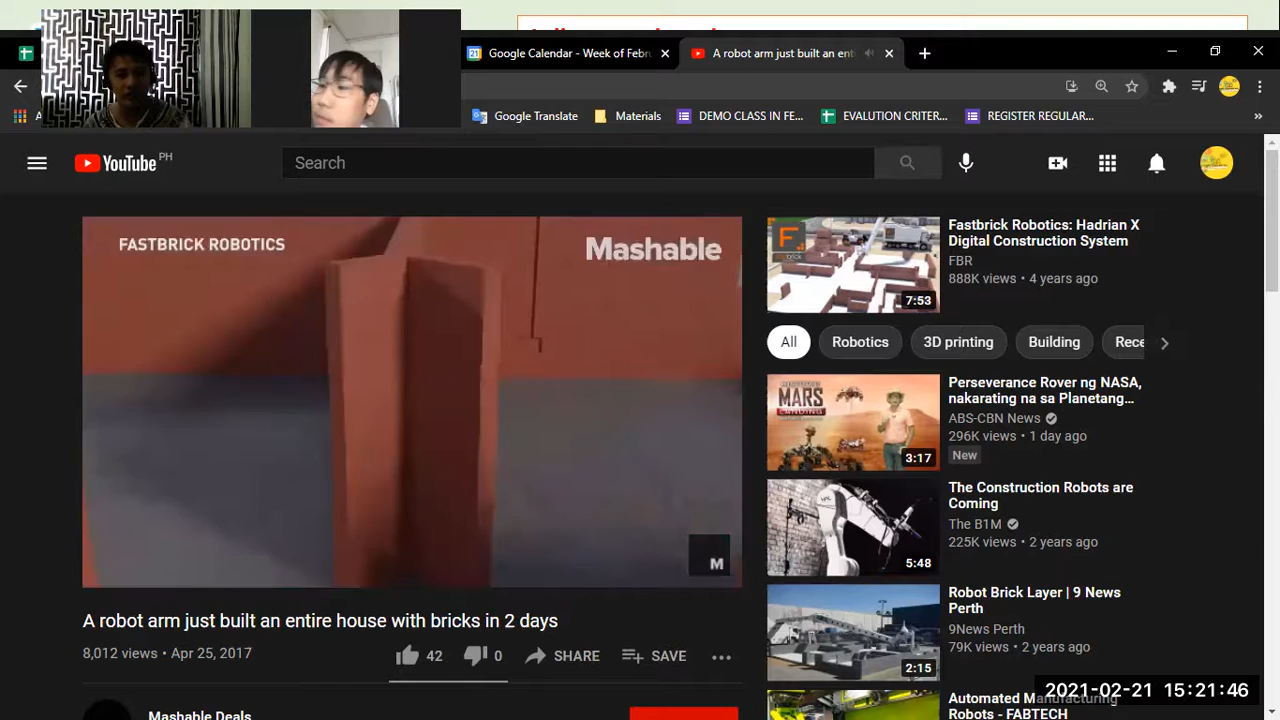 Google Calendar - Week of Febru
A robot arm just built an enti
Google Translate
Materials
DEMO CLASS IN FE...
EVALUTION CRITER...
REGISTER REGULAR...
»
YouTube PH
Search
FASTBRICK ROBOTICS
Mashable
M
A robot arm just built an entire house with bricks in 2 days
8,012 views • Apr 25, 2017
42
0
SHARE
SAVE
Mashable Deals
Fastbrick Robotics: Hadrian X
Digital Construction System
FBR
888K views • 4 years ago
7:53
All
Robotics
3D printing
Building
Rece
MARS
LANDING
3:17
Perseverance Rover ng NASA,
nakarating na sa Planetang...
ABS-CBN News
296K views • 1 day ago
New
5:48
The Construction Robots are
Coming
The B1M
225K views • 2 years ago
2:15
Robot Brick Layer | 9 News
Perth
9News Perth
79K views • 2 years ago
Automated Manufacturing
Robots - FABTECH
2021-02-21 15:21:46